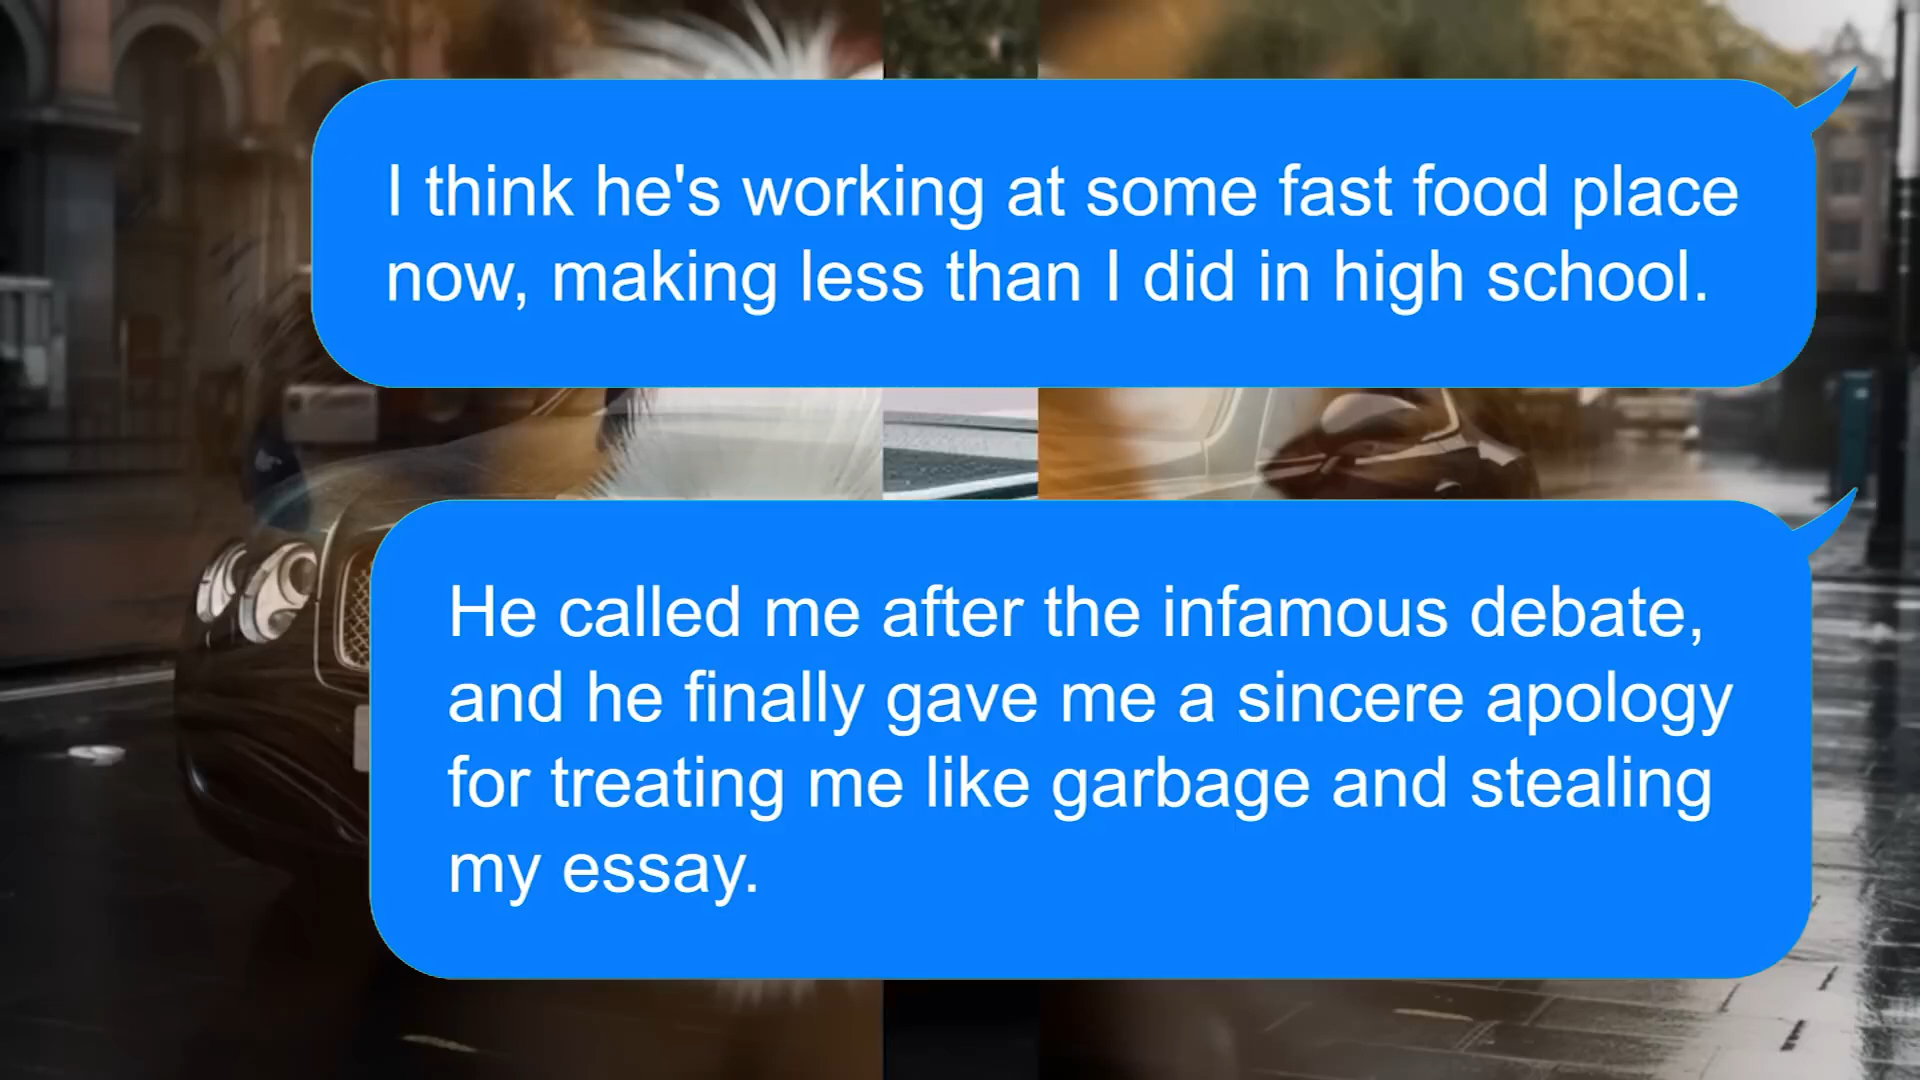 I think he's working at some fast food place
now, making less than I did in high school.
He called me after the infamous debate,
and he finally gave me a sincere apology
for treating me like garbage and stealing
my essay.